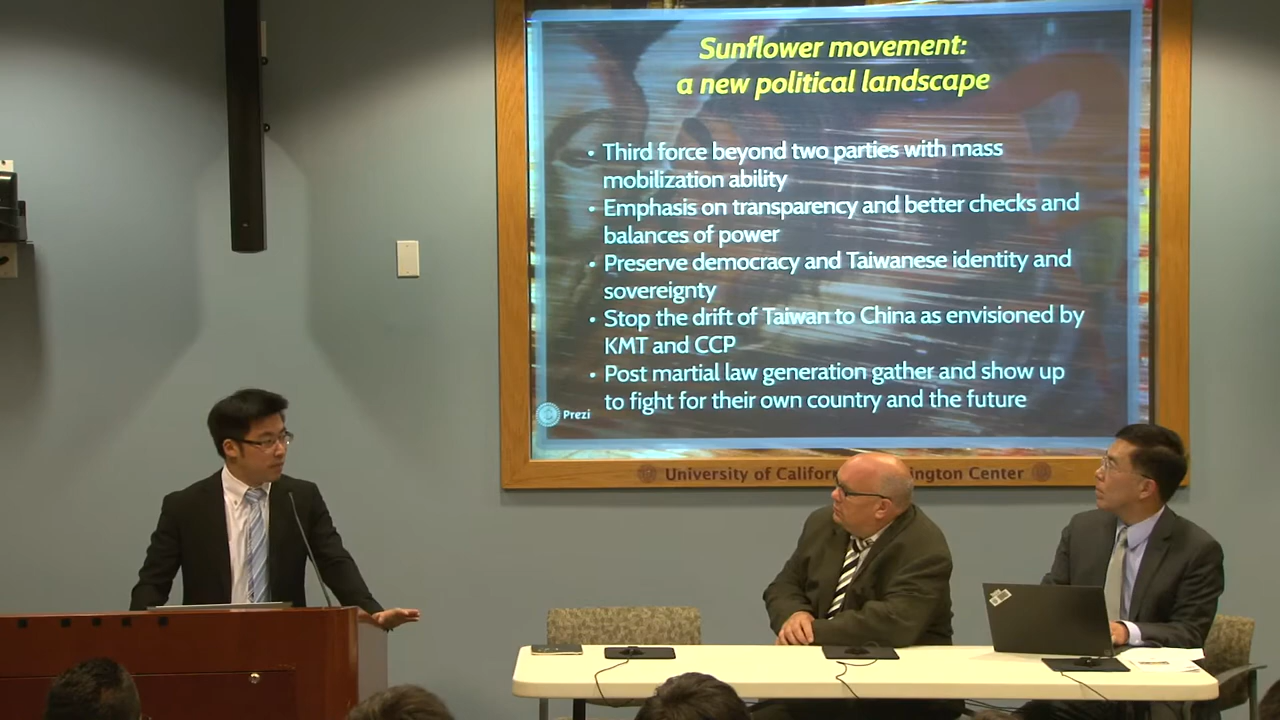 Sunflower movement:
a new political landscape
• Third force beyond two parties with mass
mobilization ability
• Emphasis on transparency and better checks and
balances of power
• Preserve democracy and Taiwanese identity and
sovereignty
• Stop the drift of Taiwan to China as envisioned by
KMT and CCP
• Post martial law generation gather and show up
to fight for their own country and the future
Prezi
University of Califor ington Center